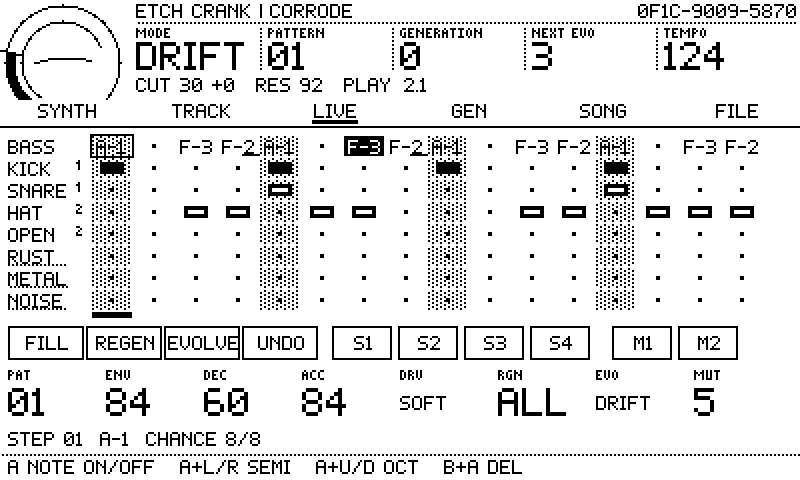 ETCH CRANK | CORRODE 0F1C-9009-5870
MODE PATTERN GENERATION NEXT EVO TEMPO
DRIFT 01 0 3 124
CUT 30 +0 RES 92 PLAY 2.1
SYNTH TRACK LIVE GEN SONG FILE
BASS A-1 F-3 F-2 A-1 F-3 F-2 A-1 F-3 F-2 A-1 F-3 F-2
KICK 1
SNARE 1
HAT 2
OPEN 2
RUST
METAL
NOISE
FILL REGEN EVOLVE UNDO S1 S2 S3 S4 M1 M2
PAT ENV DEC ACC DRV RGN EVO MUT
01 84 60 84 SOFT ALL DRIFT 5
STEP 01 A-1 CHANCE 8/8
A NOTE ON/OFF A+L/R SEMI A+U/D OCT B+A DEL